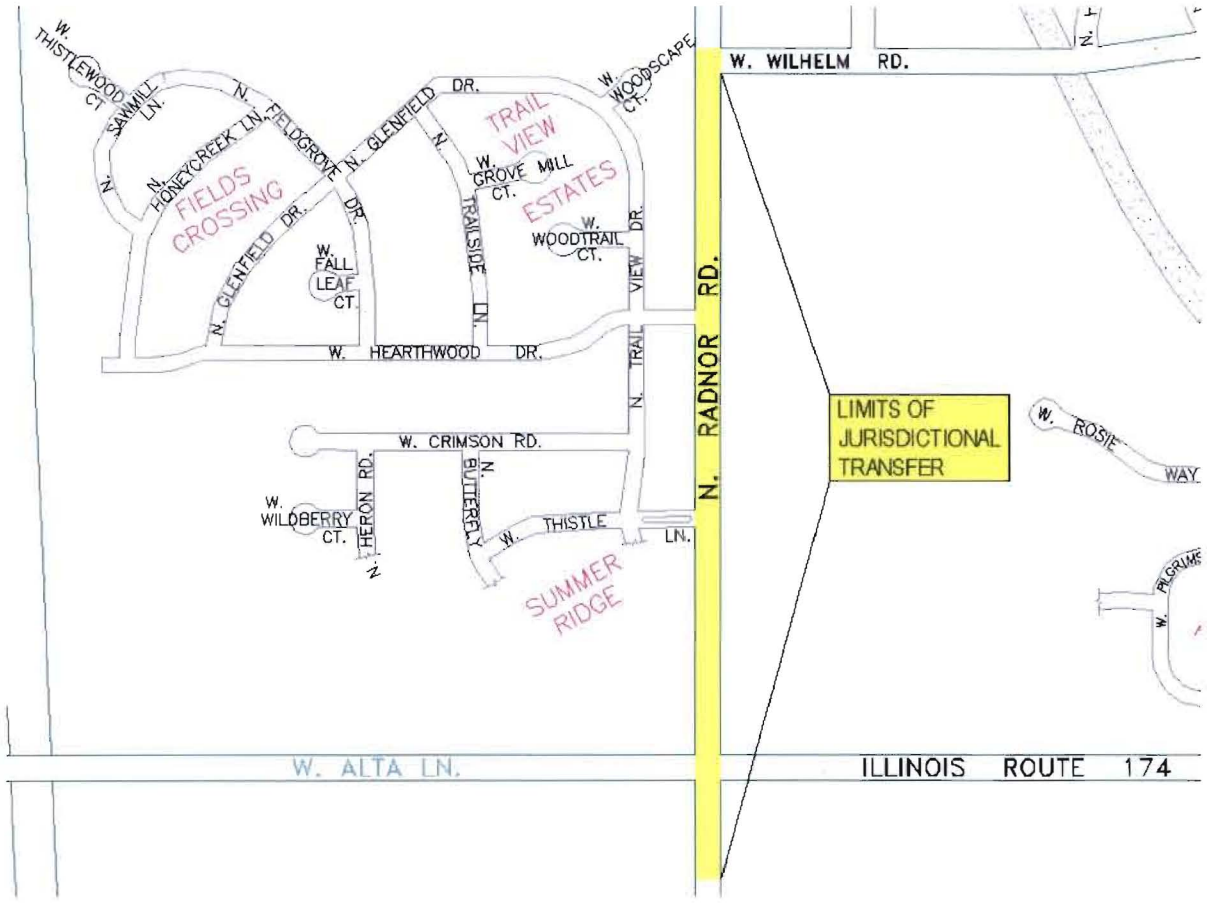 W.
THISTLEWOOD
CT
N. SAWMILL LN.
N. HONEYCREEK LN.
FIELDS
CROSSING
N. FIELDGROVE DR.
N. GLENFIELD DR.
N. GLENFIELD DR.
W.
FALL
LEAF
CT.
TRAIL
VIEW
ESTATES
W.
WOODSCAPE
CT.
W.
GROVE MILL
CT.
N. TRAILSIDE LN.
W.
WOODTRAIL
CT.
N. TRAIL VIEW DR.
W. HEARTHWOOD DR.
W. CRIMSON RD.
N. HERON RD.
W.
WILDBERRY
CT.
N. BUTTERFLY
W. THISTLE LN.
SUMMER
RIDGE
N. RADNOR RD.
W. WILHELM RD.
N.
LIMITS OF
JURISDICTIONAL
TRANSFER
W. ROSIE WAY
W. PILGRIMS
W. ALTA LN.
ILLINOIS ROUTE 174